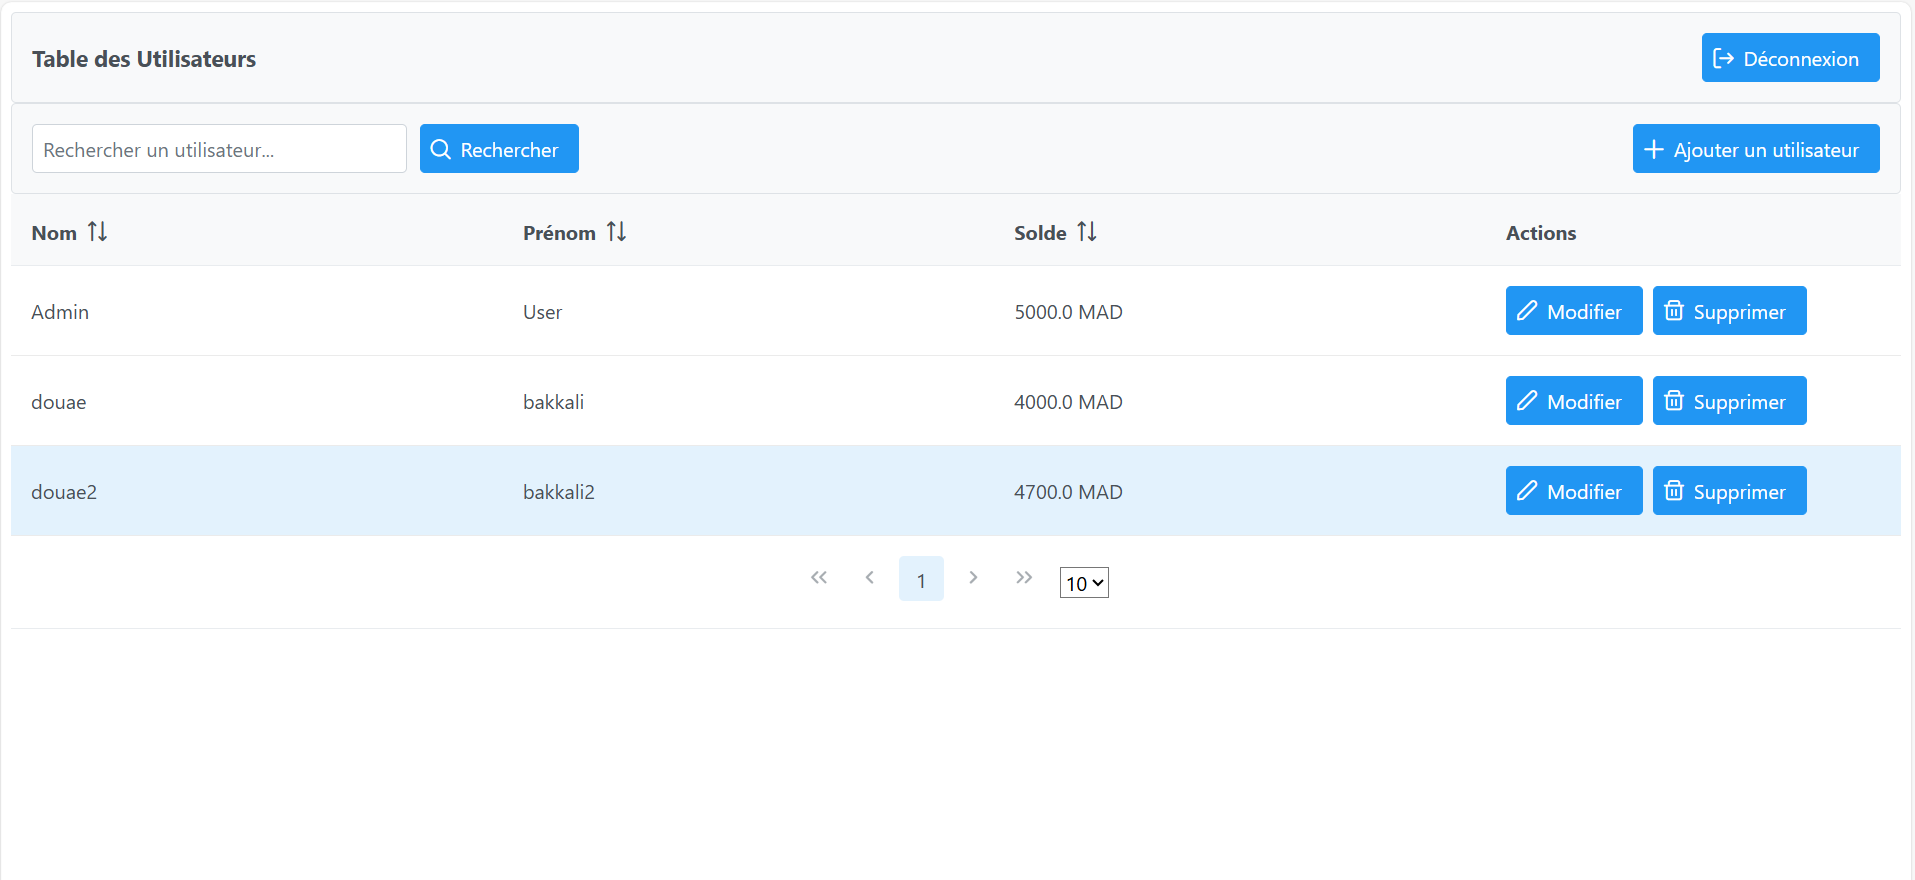 Table des Utilisateurs
Déconnexion
Rechercher un utilisateur...
Rechercher
Ajouter un utilisateur
Nom Prénom Solde Actions
Admin User 5000.0 MAD Modifier Supprimer
douae bakkali 4000.0 MAD Modifier Supprimer
douae2 bakkali2 4700.0 MAD Modifier Supprimer
1 10